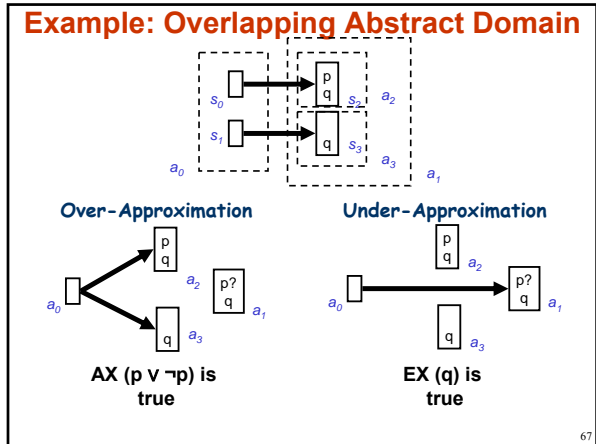 Example: Overlapping Abstract Domain
p
s0 q s2 a2
s1 q s3 a3
a0 a1
Over-Approximation Under-Approximation
p
q
a2
p?
q
a1
a0
q
a3
AX (p ∨ ¬p) is
true
p
q
a2
a0
p?
q
a1
q
a3
EX (q) is
true
67